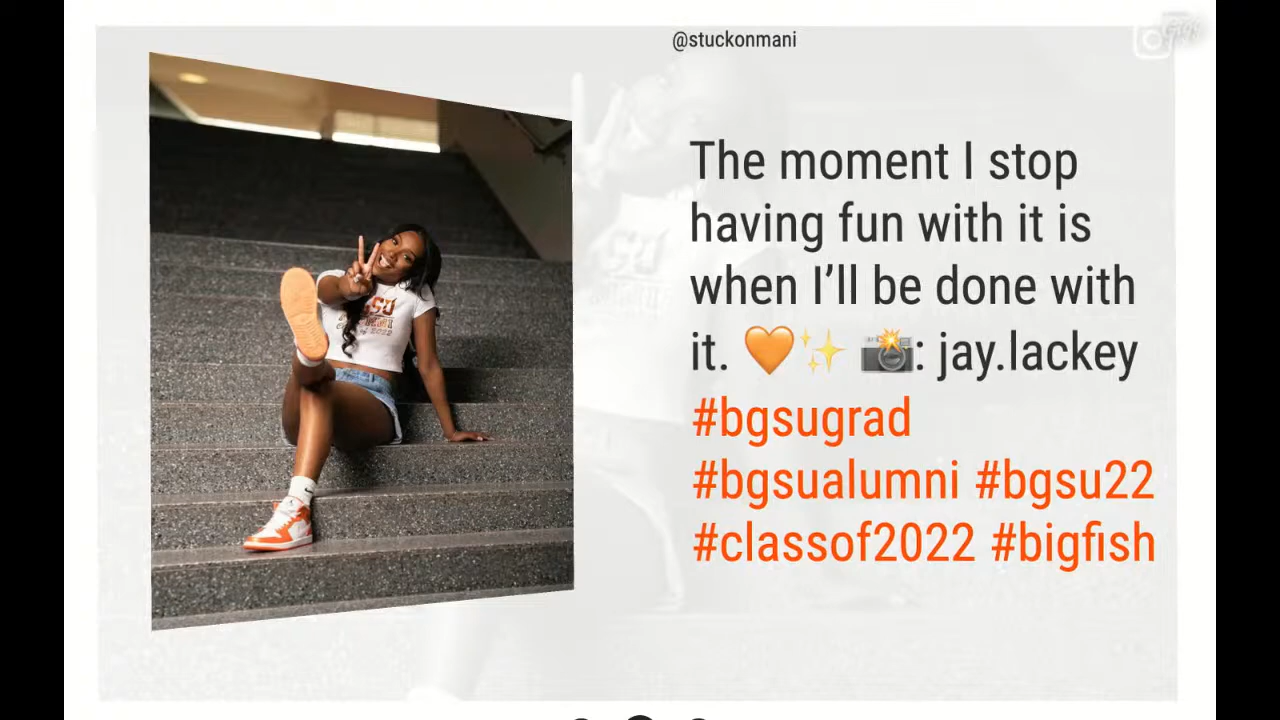 @stuckonmani
The moment I stop
having fun with it is
when I’ll be done with
it. 🧡✨ 📸: jay.lackey
#bgsugrad
#bgsualumni #bgsu22
#classof2022 #bigfish